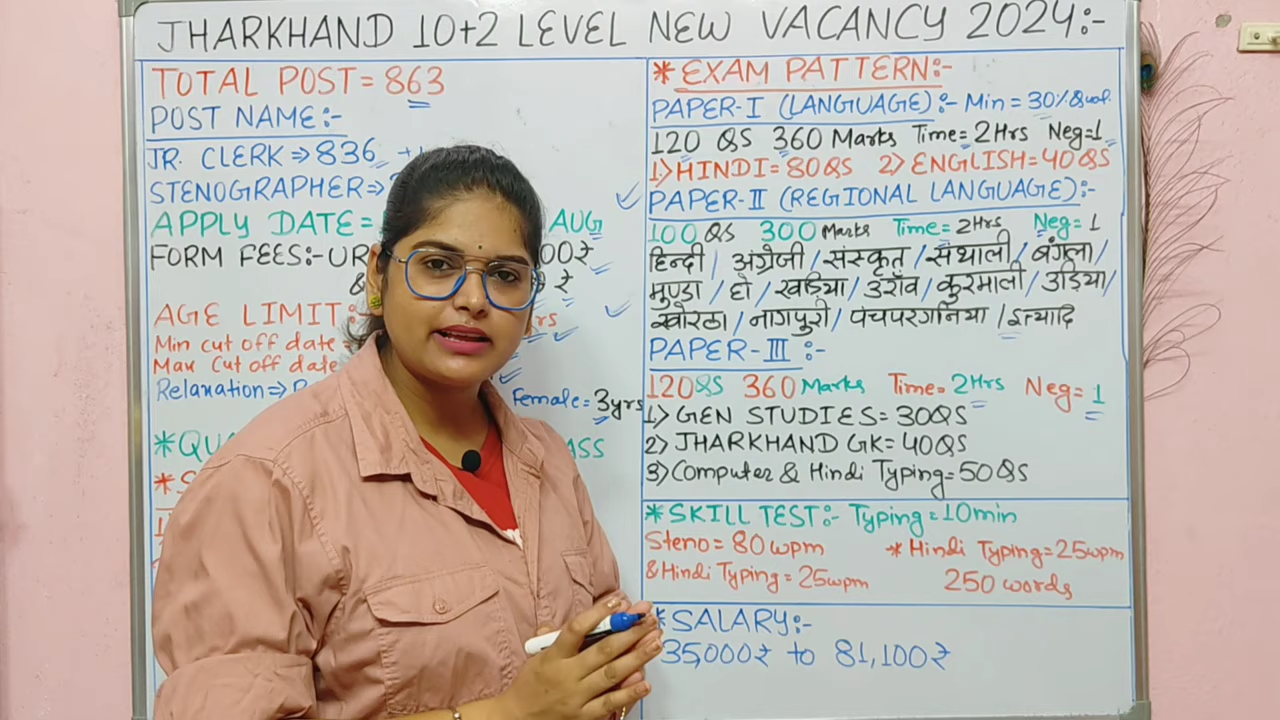 JHARKHAND 10+2 LEVEL NEW VACANCY 2024:-
TOTAL POST = 863
POST NAME:-
JR. CLERK ⇒ 836
STENOGRAPHER ⇒
APPLY DATE = AUG
FORM FEES:- UR 00₹
& ₹
AGE LIMIT: rs
Min cut off date
Max Cut off date
Relaxation ⇒ Female = 3yrs
ASS
*EXAM PATTERN:-
PAPER-I (LANGUAGE):- Min = 30%
120 QS 360 Marks Time = 2Hrs Neg = 1
1) HINDI = 80QS 2) ENGLISH = 40QS
PAPER-II (REGIONAL LANGUAGE):-
100 QS 300 Marks Time = 2Hrs Neg = 1
हिन्दी / अंग्रेजी / संस्कृत / संथाली / बंगला /
मुण्डा / हो / खड़िया / उराँव / कुरमाली / उड़िया /
खोरठा / नागपुरी / पंचपरगनिया / इत्यादि
PAPER-III:-
120QS 360 Marks Time = 2Hrs Neg = 1
1) GEN STUDIES = 30QS
2) JHARKHAND GK = 40QS
3) Computer & Hindi Typing = 50QS
*SKILL TEST:- Typing = 10min
Steno = 80wpm * Hindi Typing = 25wpm
& Hindi Typing = 25wpm 250 words
*SALARY:-
35,000₹ to 81,100₹